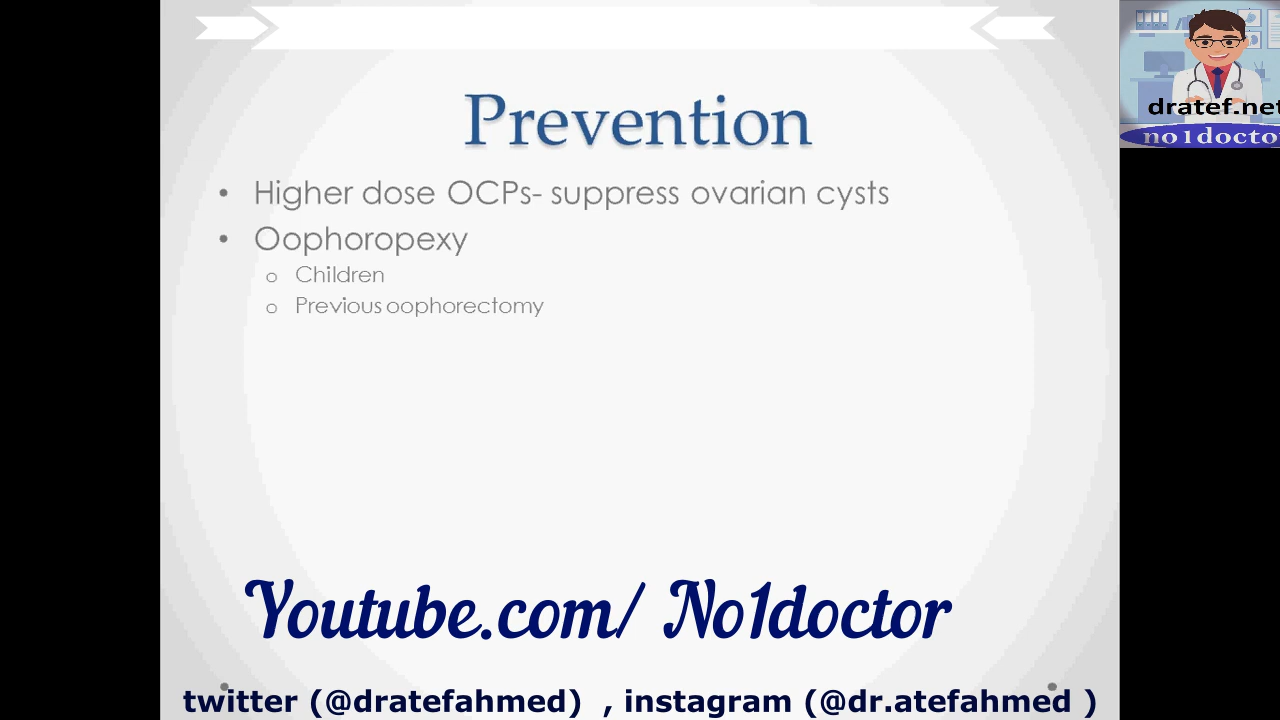 Prevention
• Higher dose OCPs- suppress ovarian cysts
• Oophoropexy
o Children
o Previous oophorectomy
dratef.net
no1docto
Youtube.com/ No1doctor
twitter (@dratefahmed) , instagram (@dr.atefahmed )